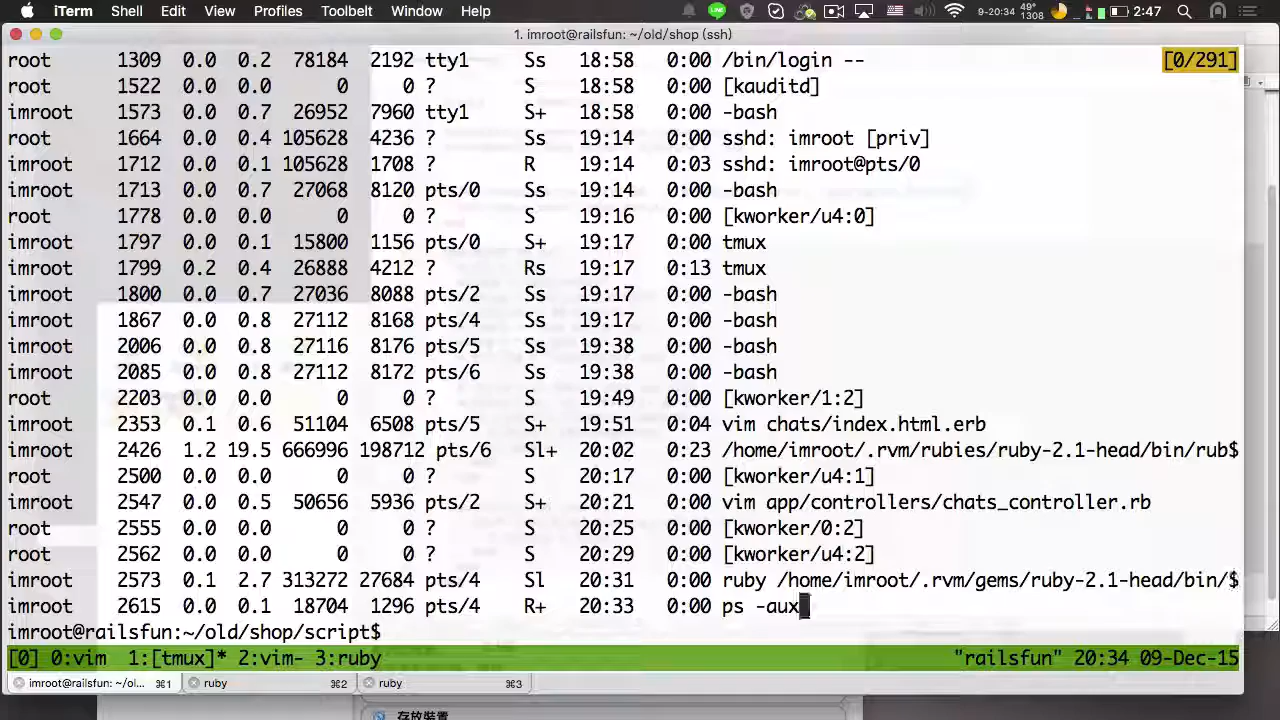 iTerm Shell Edit View Profiles Toolbelt Window Help 9-20:34 49° 1308 2:47
1. imroot@railsfun: ~/old/shop (ssh)
root 1309 0.0 0.2 78184 2192 tty1 Ss 18:58 0:00 /bin/login -- [0/291]
root 1522 0.0 0.0 0 0 ? S 18:58 0:00 [kauditd]
imroot 1573 0.0 0.7 26952 7960 tty1 S+ 18:58 0:00 -bash
root 1664 0.0 0.4 105628 4236 ? Ss 19:14 0:00 sshd: imroot [priv]
imroot 1712 0.0 0.1 105628 1708 ? R 19:14 0:03 sshd: imroot@pts/0
imroot 1713 0.0 0.7 27068 8120 pts/0 Ss 19:14 0:00 -bash
root 1778 0.0 0.0 0 0 ? S 19:16 0:00 [kworker/u4:0]
imroot 1797 0.0 0.1 15800 1156 pts/0 S+ 19:17 0:00 tmux
imroot 1799 0.2 0.4 26888 4212 ? Rs 19:17 0:13 tmux
imroot 1800 0.0 0.7 27036 8088 pts/2 Ss 19:17 0:00 -bash
imroot 1867 0.0 0.8 27112 8168 pts/4 Ss 19:17 0:00 -bash
imroot 2006 0.0 0.8 27116 8176 pts/5 Ss 19:38 0:00 -bash
imroot 2085 0.0 0.8 27112 8172 pts/6 Ss 19:38 0:00 -bash
root 2203 0.0 0.0 0 0 ? S 19:49 0:00 [kworker/1:2]
imroot 2353 0.1 0.6 51104 6508 pts/5 S+ 19:51 0:04 vim chats/index.html.erb
imroot 2426 1.2 19.5 666996 198712 pts/6 Sl+ 20:02 0:23 /home/imroot/.rvm/rubies/ruby-2.1-head/bin/rub$
root 2500 0.0 0.0 0 0 ? S 20:17 0:00 [kworker/u4:1]
imroot 2547 0.0 0.5 50656 5936 pts/2 S+ 20:21 0:00 vim app/controllers/chats_controller.rb
root 2555 0.0 0.0 0 0 ? S 20:25 0:00 [kworker/0:2]
root 2562 0.0 0.0 0 0 ? S 20:29 0:00 [kworker/u4:2]
imroot 2573 0.1 2.7 313272 27684 pts/4 Sl 20:31 0:00 ruby /home/imroot/.rvm/gems/ruby-2.1-head/bin/$
imroot 2615 0.0 0.1 18704 1296 pts/4 R+ 20:33 0:00 ps -aux
imroot@railsfun:~/old/shop/script$
[0] 0:vim 1:[tmux]* 2:vim- 3:ruby "railsfun" 20:34 09-Dec-15
imroot@railsfun: ~/ol... ⌘1 ruby ⌘2 ruby ⌘3
存放裝置